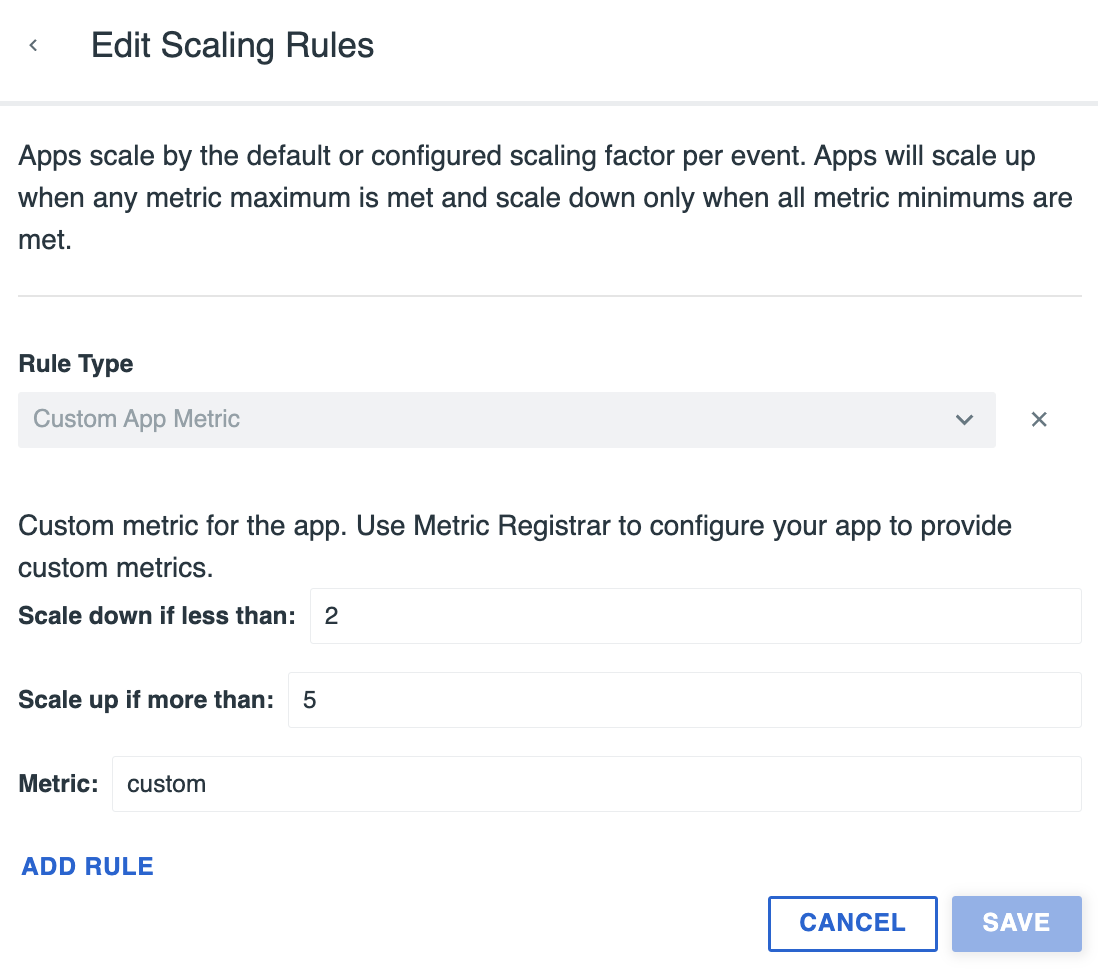 Edit Scaling Rules
Apps scale by the default or configured scaling factor per event. Apps will scale up
when any metric maximum is met and scale down only when all metric minimums are
met.
Rule Type
Custom App Metric
Custom metric for the app. Use Metric Registrar to configure your app to provide
custom metrics.
Scale down if less than: 2
Scale up if more than: 5
Metric: custom
ADD RULE
CANCEL SAVE